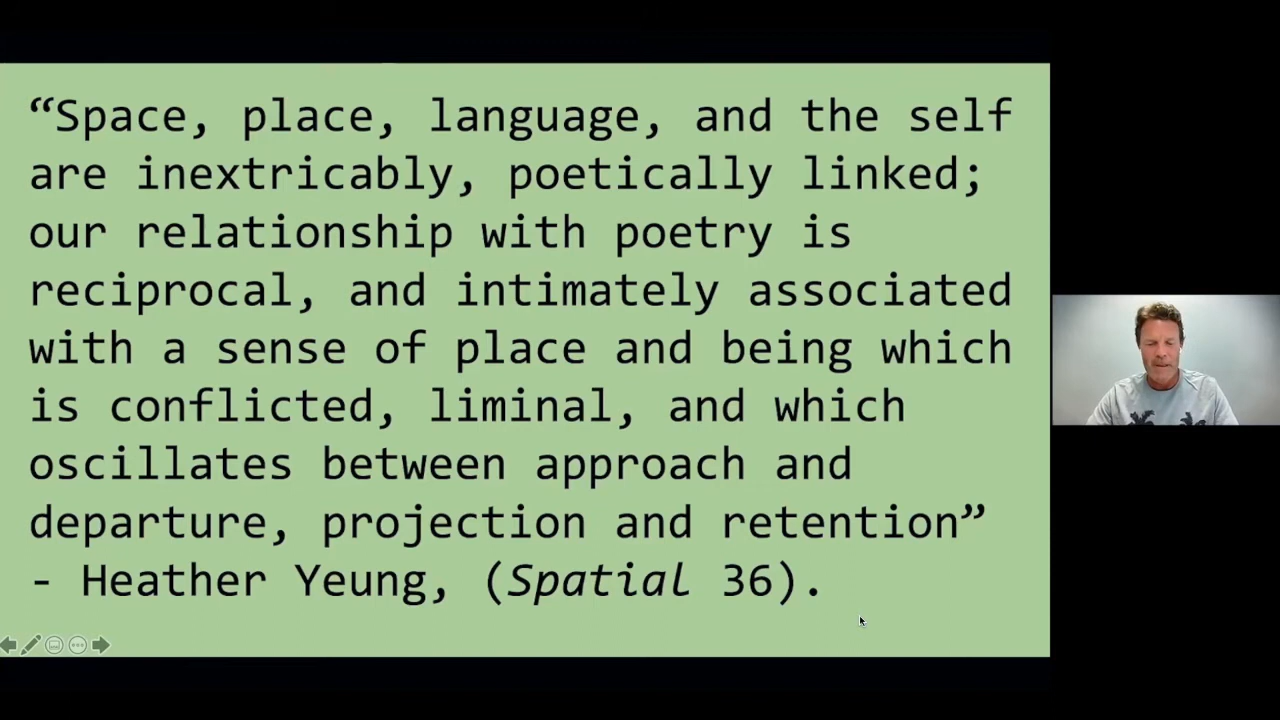 “Space, place, language, and the self
are inextricably, poetically linked;
our relationship with poetry is
reciprocal, and intimately associated
with a sense of place and being which
is conflicted, liminal, and which
oscillates between approach and
departure, projection and retention”
- Heather Yeung, (Spatial 36).